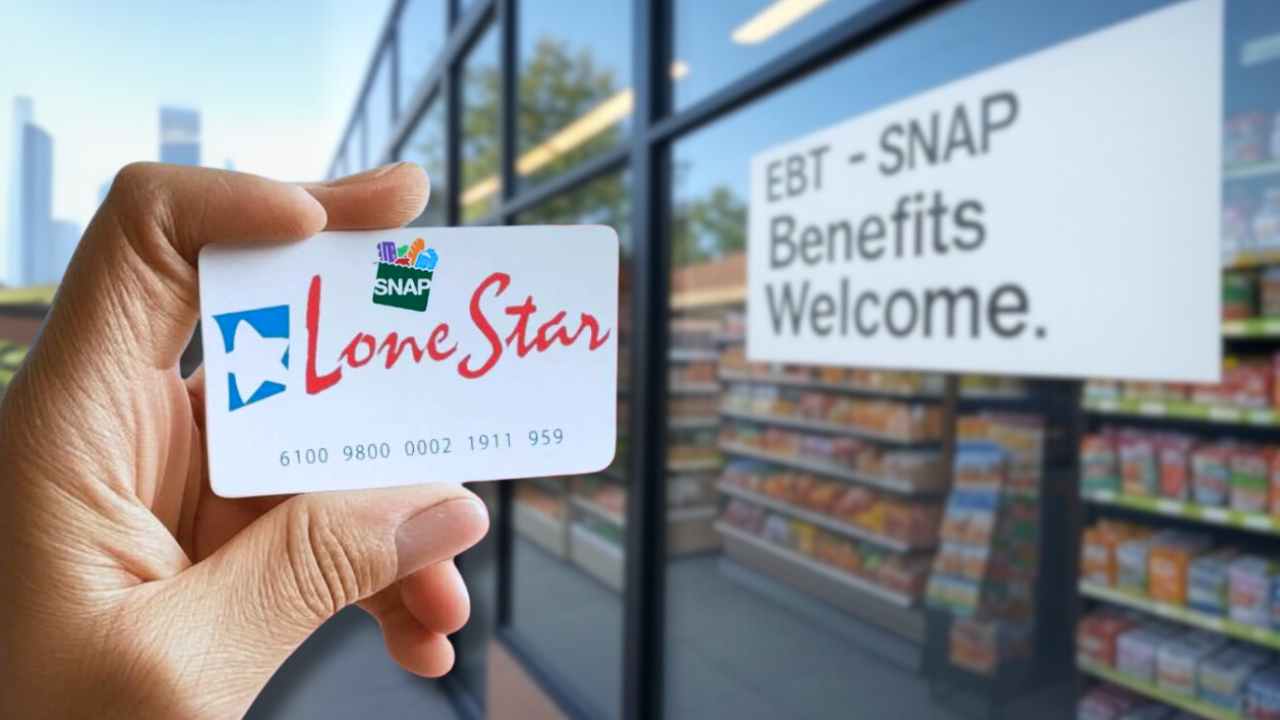 SNAP
Lone Star
6100 9800 0002 1911 959
EBT - SNAP
Benefits
Welcome.